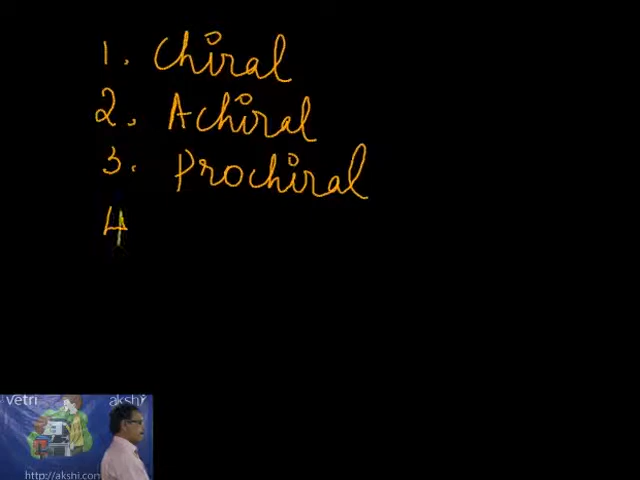 1. Chiral
2. Achiral
3. Prochiral
4
vetri akshi
http://akshi.com